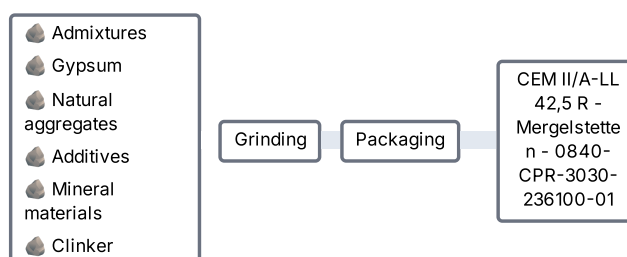 Admixtures
Gypsum
Natural
aggregates
Additives
Mineral
materials
Clinker
Grinding
Packaging
CEM II/A-LL
42,5 R -
Mergelstette
n - 0840-
CPR-3030-
236100-01